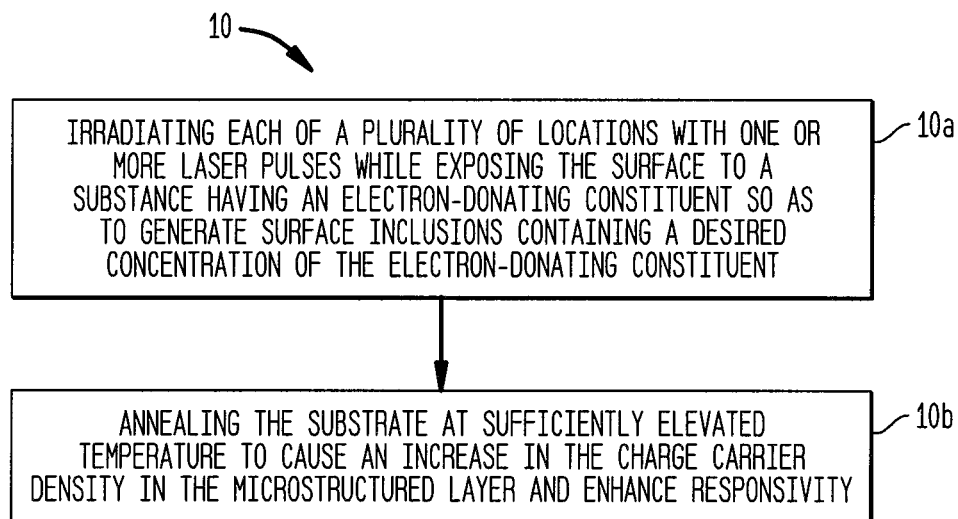 10
IRRADIATING EACH OF A PLURALITY OF LOCATIONS WITH ONE OR
MORE LASER PULSES WHILE EXPOSING THE SURFACE TO A
SUBSTANCE HAVING AN ELECTRON-DONATING CONSTITUENT SO AS
TO GENERATE SURFACE INCLUSIONS CONTAINING A DESIRED
CONCENTRATION OF THE ELECTRON-DONATING CONSTITUENT
10a
ANNEALING THE SUBSTRATE AT SUFFICIENTLY ELEVATED
TEMPERATURE TO CAUSE AN INCREASE IN THE CHARGE CARRIER
DENSITY IN THE MICROSTRUCTURED LAYER AND ENHANCE RESPONSIVITY
10b